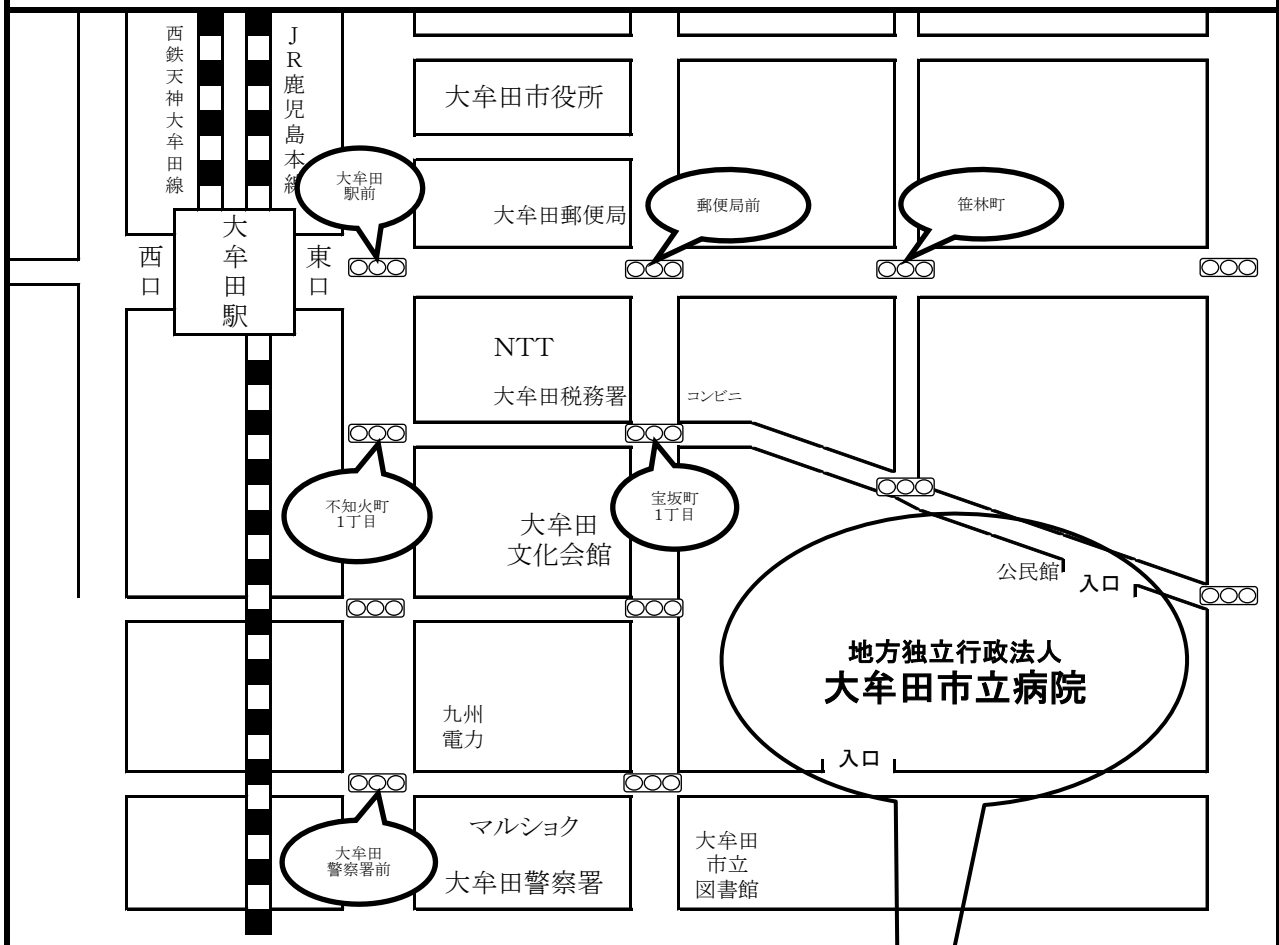 西鉄天神大牟田線
JR鹿児島本線
大牟田市役所
大牟田
駅前
大牟田郵便局
郵便局前
笹林町
西口
大牟田駅
東口
NTT
大牟田税務署
コンビニ
不知火町
1丁目
大牟田
文化会館
宝坂町
1丁目
公民館
入口
地方独立行政法人
大牟田市立病院
九州
電力
入口
大牟田
警察署前
マルショク
大牟田警察署
大牟田
市立
図書館